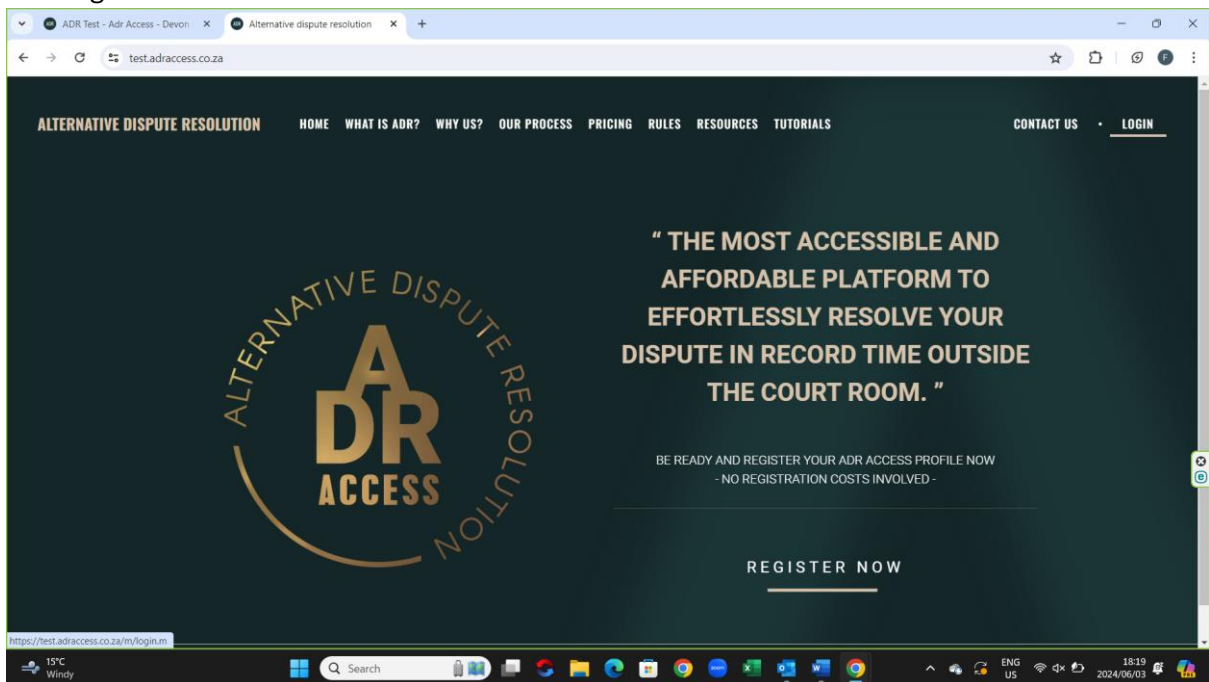 ADR Test - Adr Access - Devon
Alternative dispute resolution
test.adraccess.co.za
F
ALTERNATIVE DISPUTE RESOLUTION
HOME WHAT IS ADR? WHY US? OUR PROCESS PRICING RULES RESOURCES TUTORIALS
CONTACT US • LOGIN
ALTERNATIVE DISPUTE RESOLUTION
ADR
ACCESS
“ THE MOST ACCESSIBLE AND
AFFORDABLE PLATFORM TO
EFFORTLESSLY RESOLVE YOUR
DISPUTE IN RECORD TIME OUTSIDE
THE COURT ROOM. ”
BE READY AND REGISTER YOUR ADR ACCESS PROFILE NOW
- NO REGISTRATION COSTS INVOLVED -
REGISTER NOW
https://test.adraccess.co.za/m/login.m
15°C
Windy
Search
ENG
US
18:19
2024/06/03